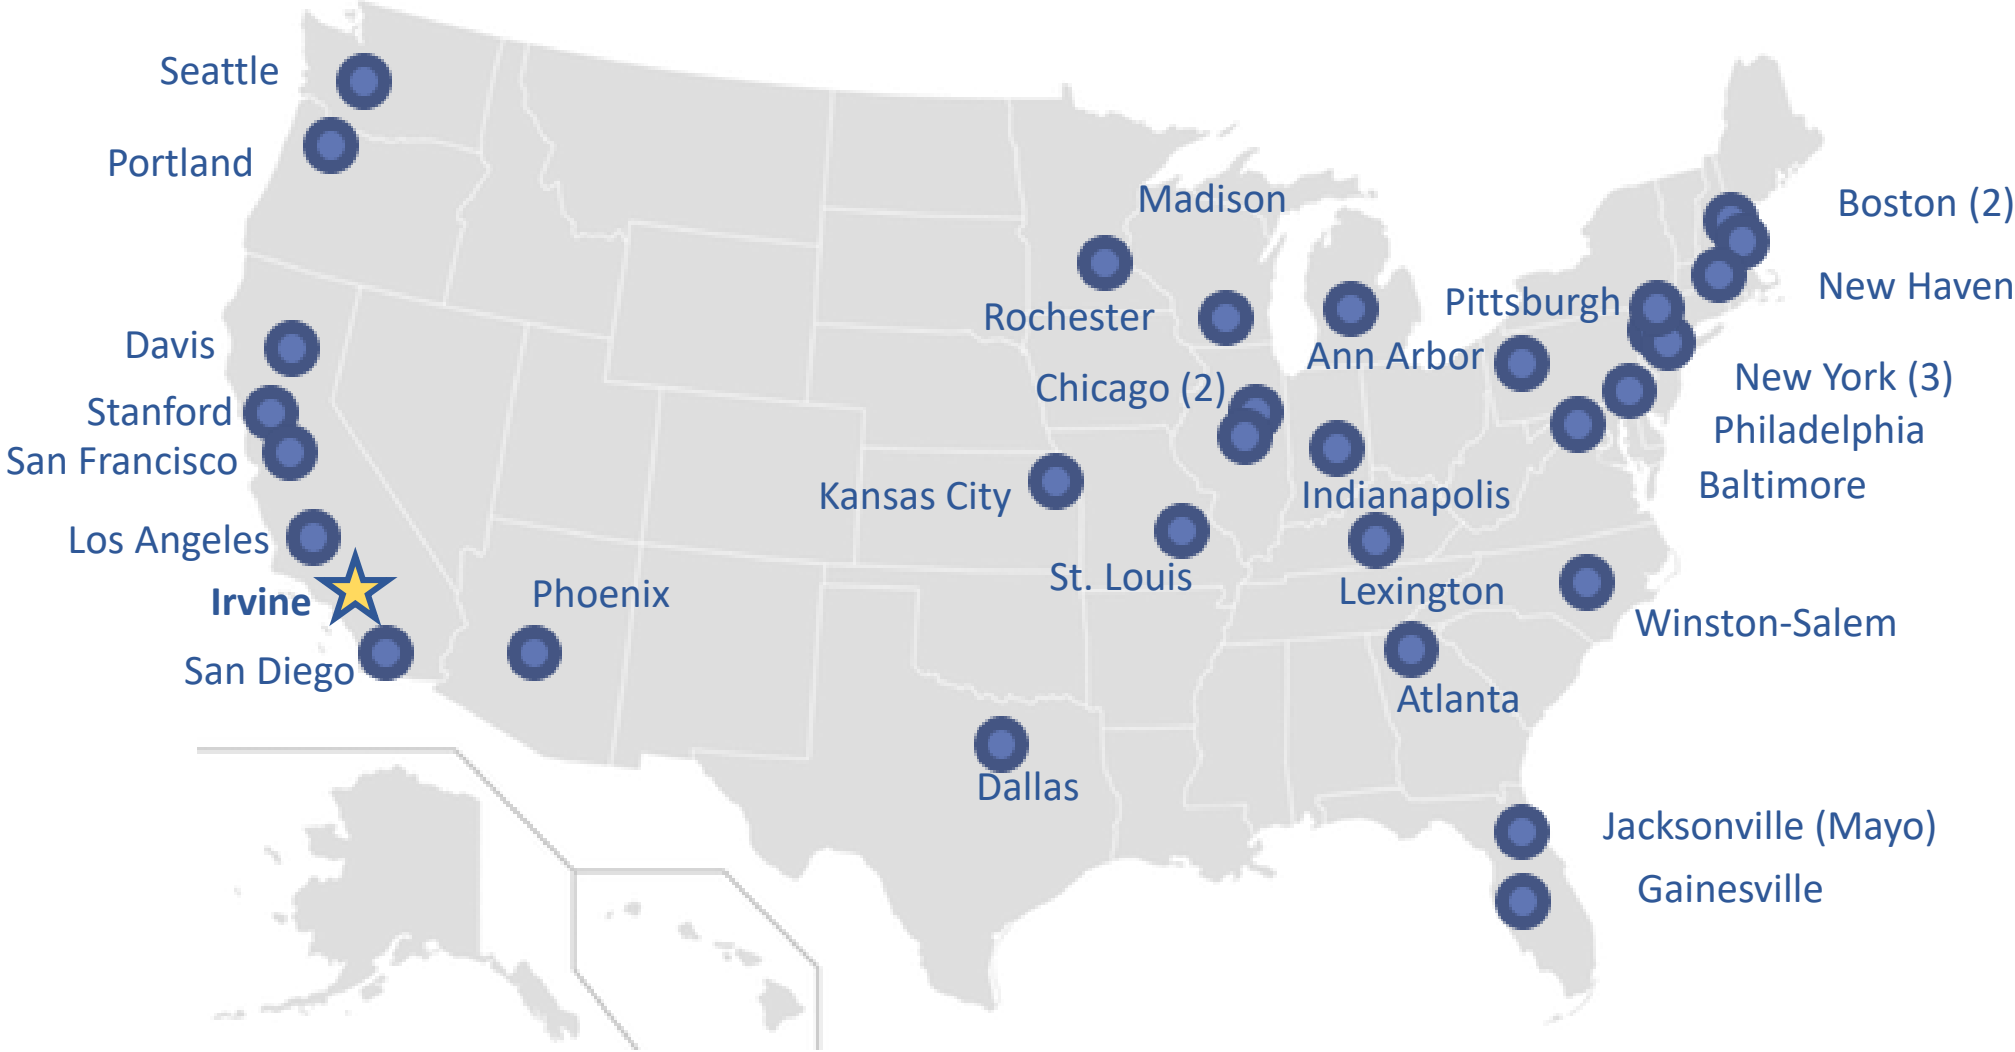 Seattle
Portland
Madison
Boston (2)
Rochester
Pittsburgh
New Haven
Davis
Ann Arbor
Chicago (2)
New York (3)
Stanford
Philadelphia
San Francisco
Kansas City
Indianapolis
Baltimore
Los Angeles
St. Louis
Lexington
Irvine
Phoenix
Winston-Salem
San Diego
Atlanta
Dallas
Jacksonville (Mayo)
Gainesville